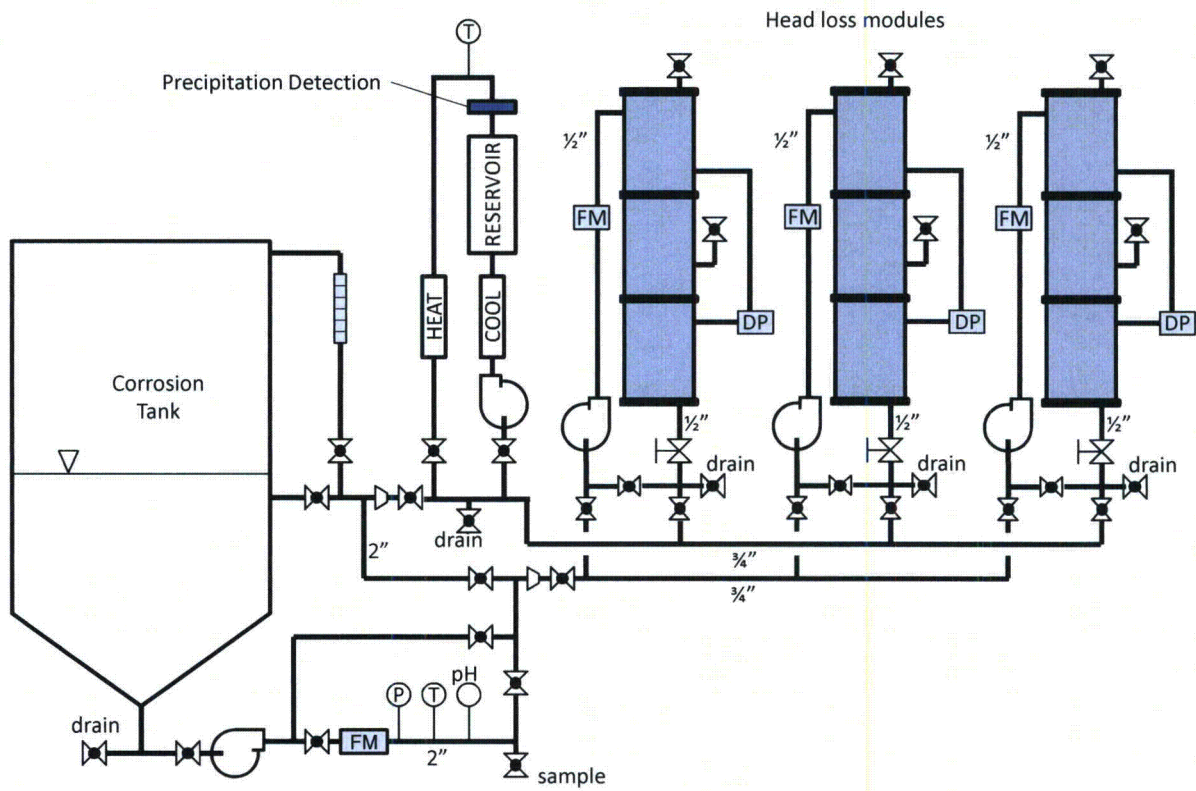 Head loss modules
T
Precipitation Detection
½”
½”
½”
RESERVOIR
FM
FM
FM
HEAT
COOL
DP
DP
DP
Corrosion
Tank
½”
½”
½”
drain
drain
drain
drain
2”
¾”
¾”
pH
P
T
drain
FM
2”
sample